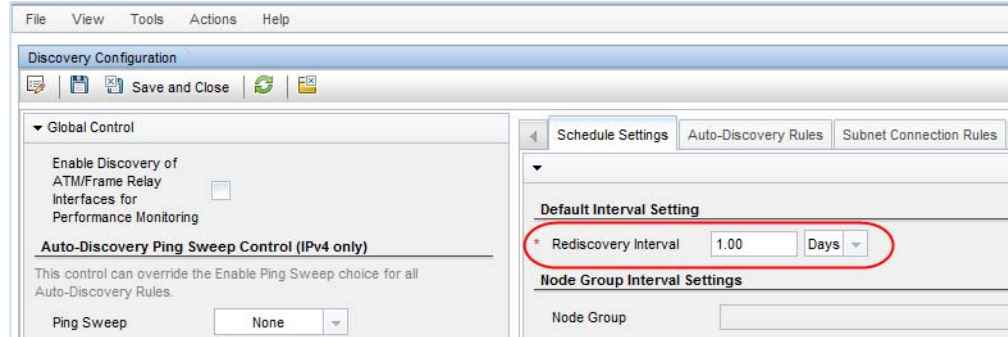 File View Tools Actions Help
Discovery Configuration
Save and Close
Global Control
Enable Discovery of
ATM/Frame Relay
Interfaces for
Performance Monitoring
Auto-Discovery Ping Sweep Control (IPv4 only)
This control can override the Enable Ping Sweep choice for all
Auto-Discovery Rules.
Ping Sweep None
Schedule Settings Auto-Discovery Rules Subnet Connection Rules
Default Interval Setting
* Rediscovery Interval 1.00 Days
Node Group Interval Settings
Node Group